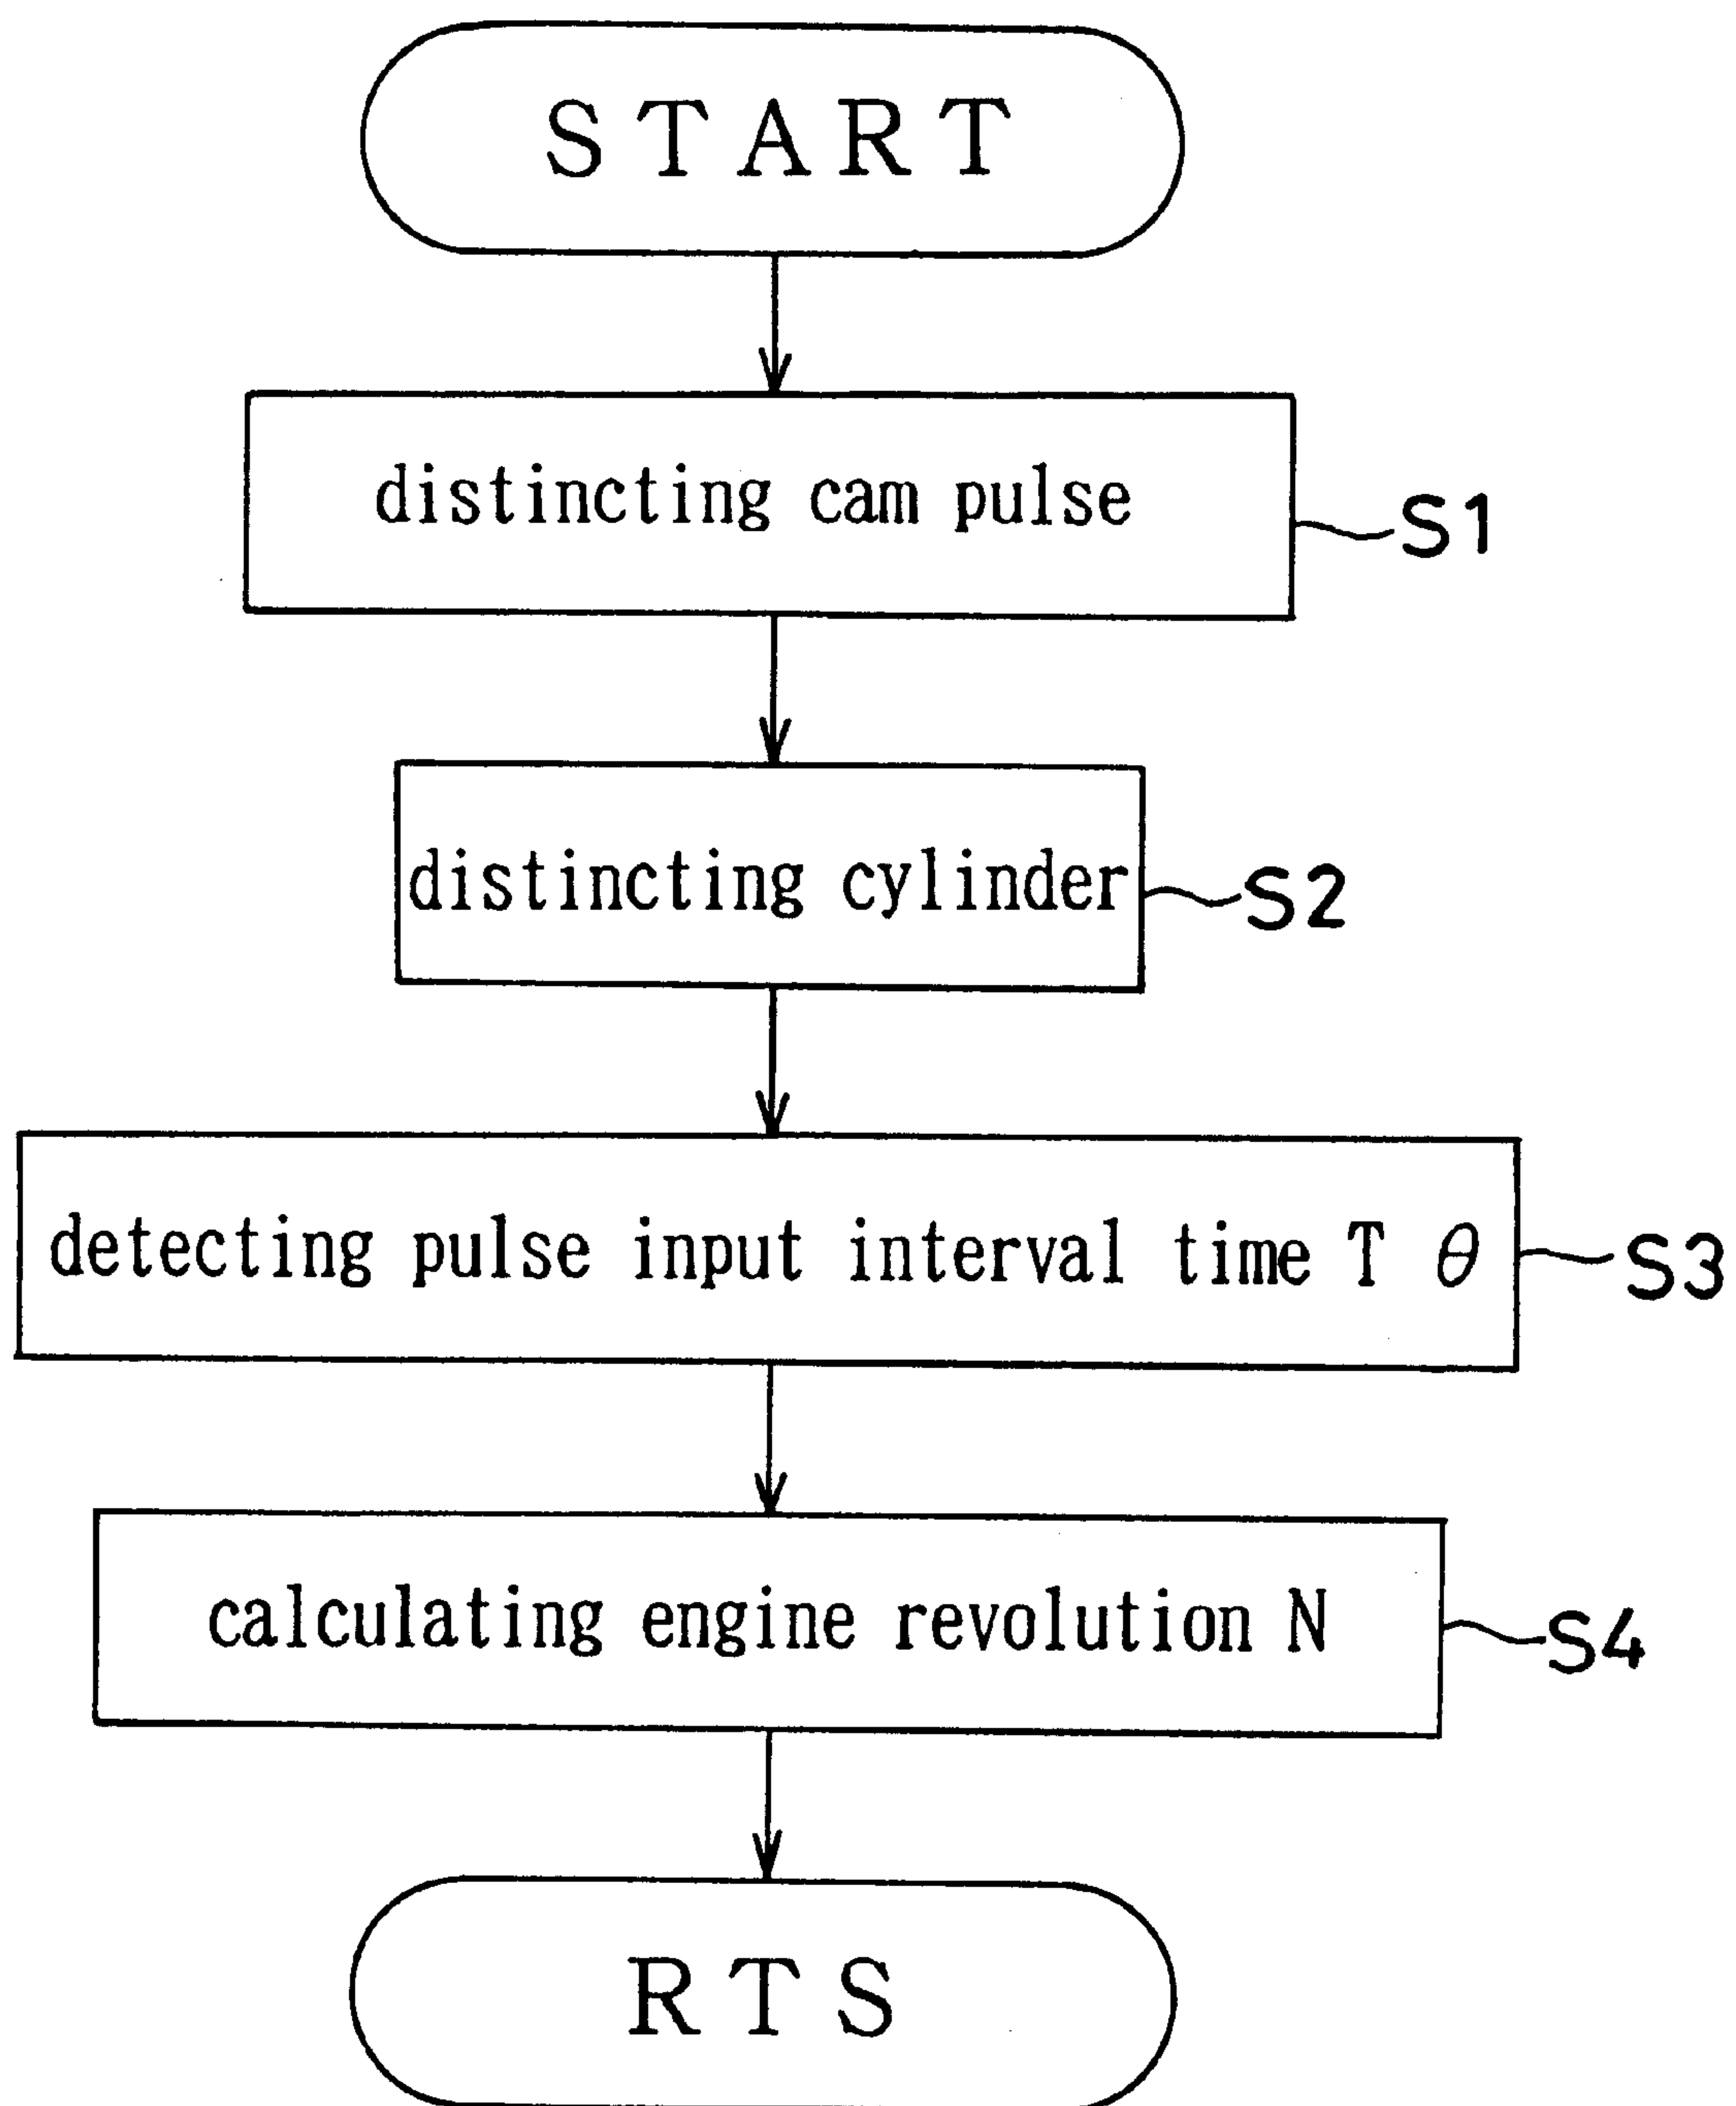 START
distincting cam pulse
S1
distincting cylinder
S2
detecting pulse input interval time T θ
S3
calculating engine revolution N
S4
RTS